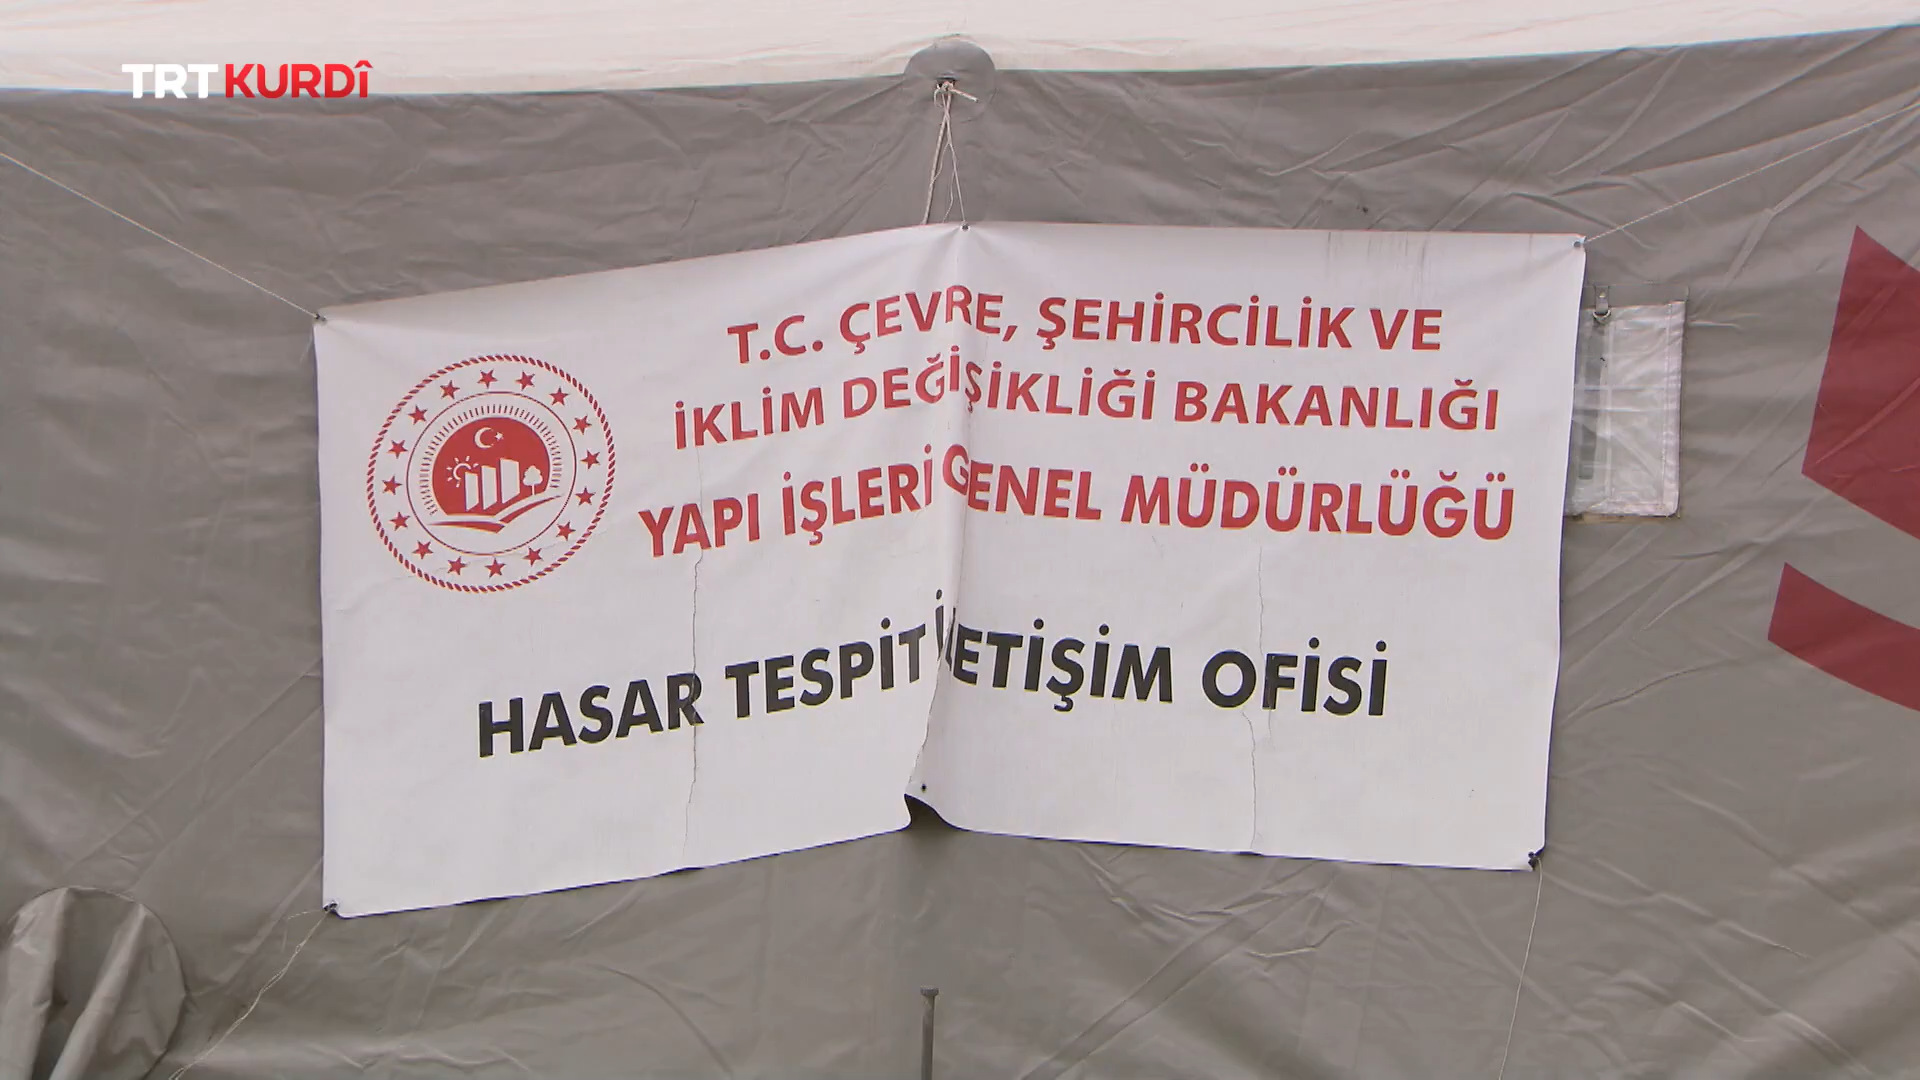 TRT KURDÎ
T.C. ÇEVRE, ŞEHİRCİLİK VE
İKLİM DEĞİŞİKLİĞİ BAKANLIĞI
YAPI İŞLERİ GENEL MÜDÜRLÜĞÜ
HASAR TESPİT İLETİŞİM OFİSİ